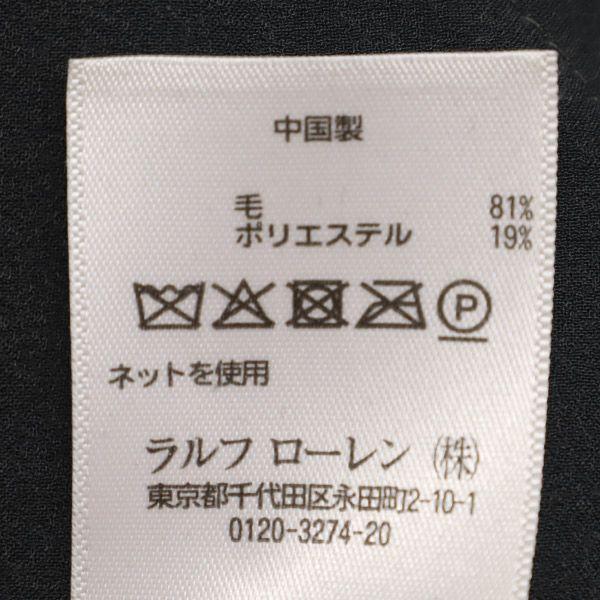 中国製
毛 81%
ポリエステル 19%
P
ネットを使用
ラルフ ローレン (株)
東京都千代田区永田町2-10-1
0120-3274-20